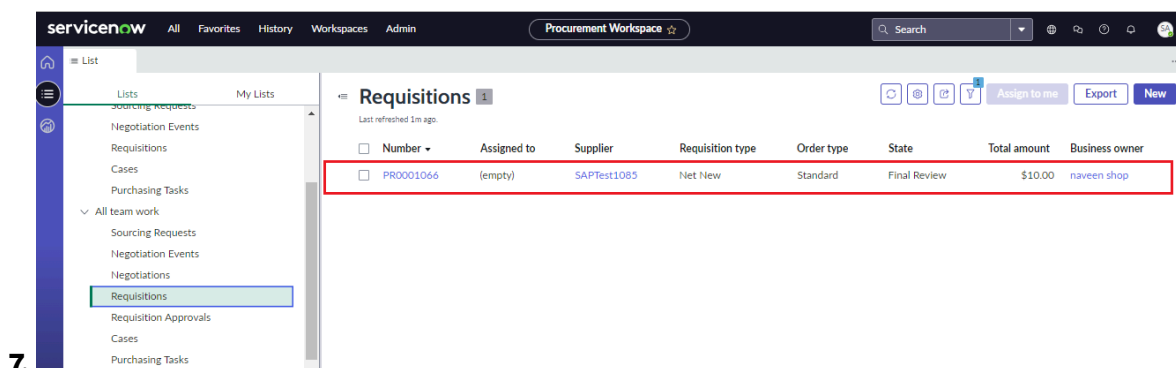 servicenow All Favorites History Workspaces Admin Procurement Workspace Search SA
List
Lists My Lists
Sourcing Requests
Negotiation Events
Requisitions
Cases
Purchasing Tasks
All team work
Sourcing Requests
Negotiation Events
Negotiations
Requisitions
Requisition Approvals
Cases
Purchasing Tasks
Requisitions 1
Last refreshed 1m ago.
1 Assign to me Export New
Number Assigned to Supplier Requisition type Order type State Total amount Business owner
PR0001066 (empty) SAPTest1085 Net New Standard Final Review $10.00 naveen shop
7.